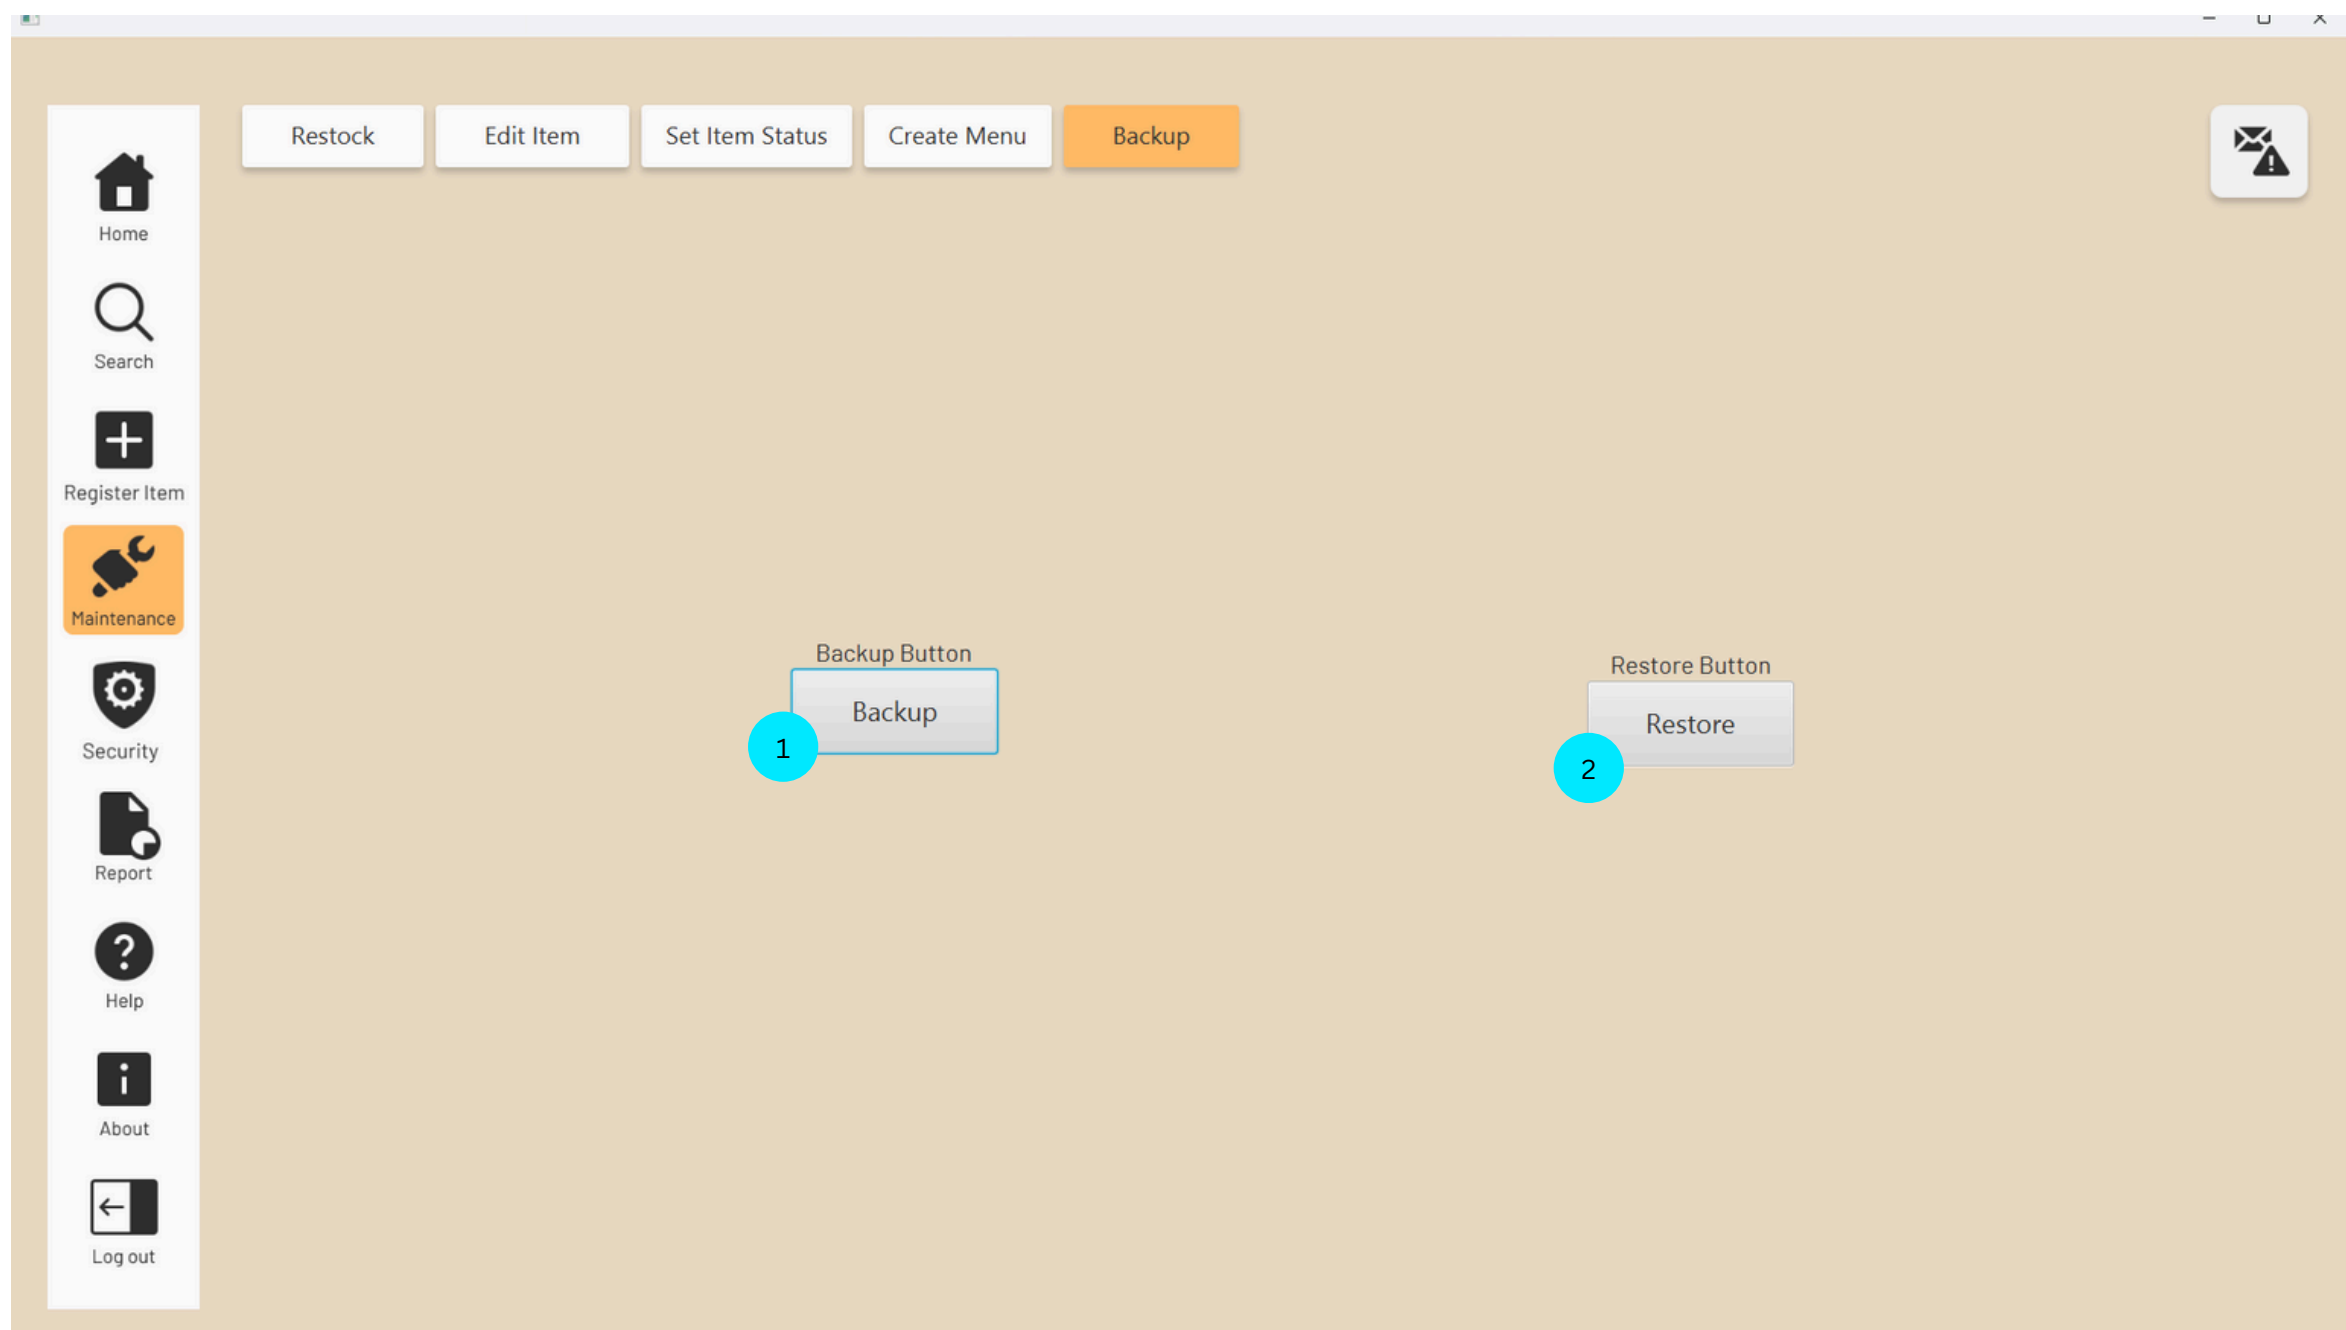 Restock
Edit Item
Set Item Status
Create Menu
Backup
Home
Search
Register Item
Maintenance
Security
Report
Help
About
Log out
Backup Button
Backup
1
Restore Button
Restore
2